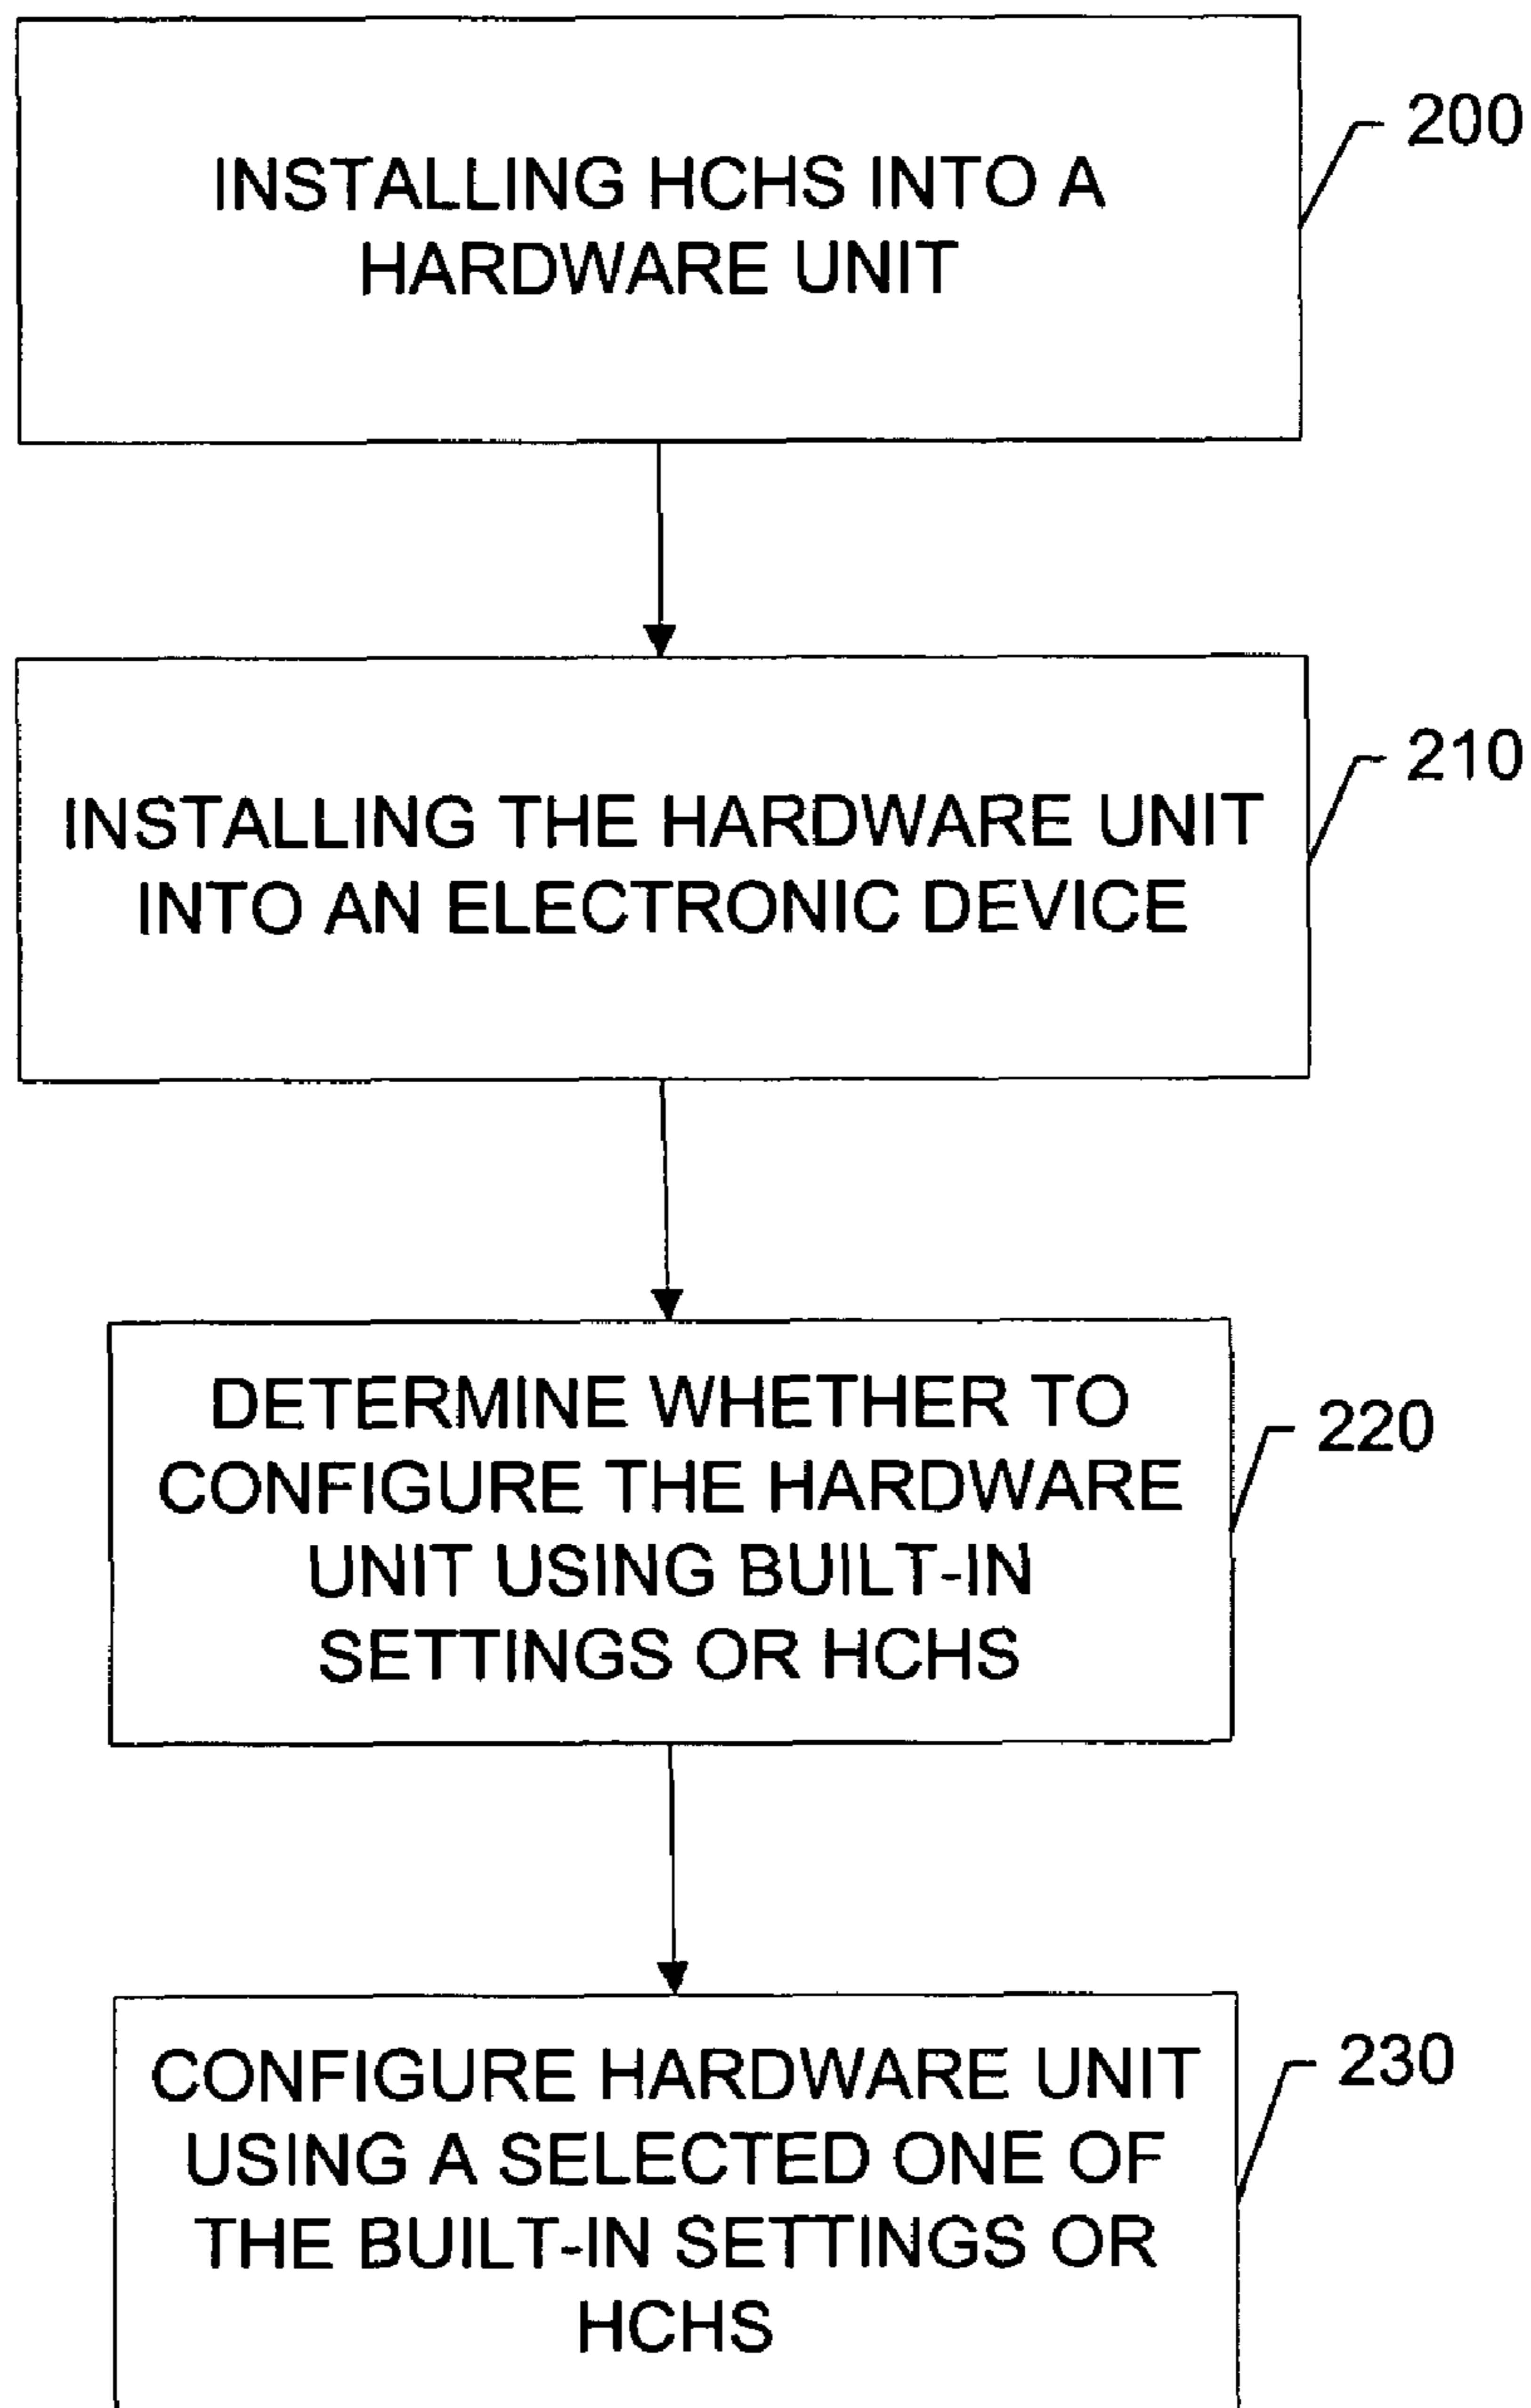 INSTALLING HCHS INTO A
HARDWARE UNIT
200
INSTALLING THE HARDWARE UNIT
INTO AN ELECTRONIC DEVICE
210
DETERMINE WHETHER TO
CONFIGURE THE HARDWARE
UNIT USING BUILT-IN
SETTINGS OR HCHS
220
CONFIGURE HARDWARE UNIT
USING A SELECTED ONE OF
THE BUILT-IN SETTINGS OR
HCHS
230